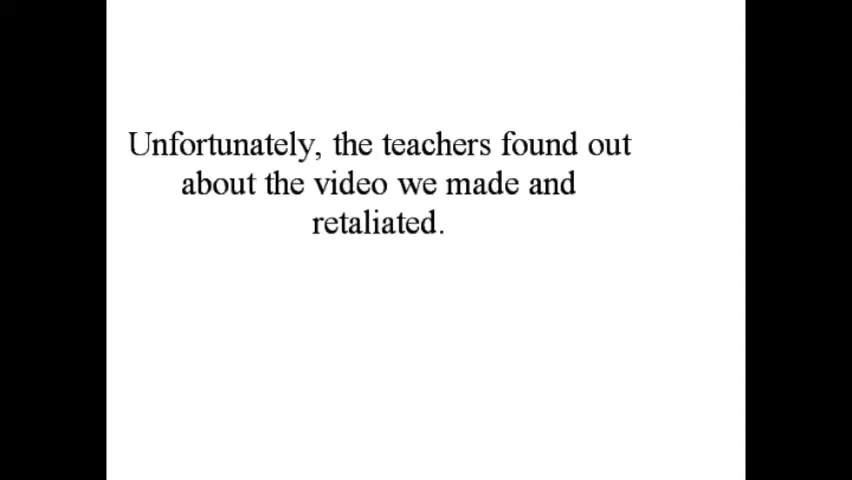 Unfortunately, the teachers found out
about the video we made and
retaliated.